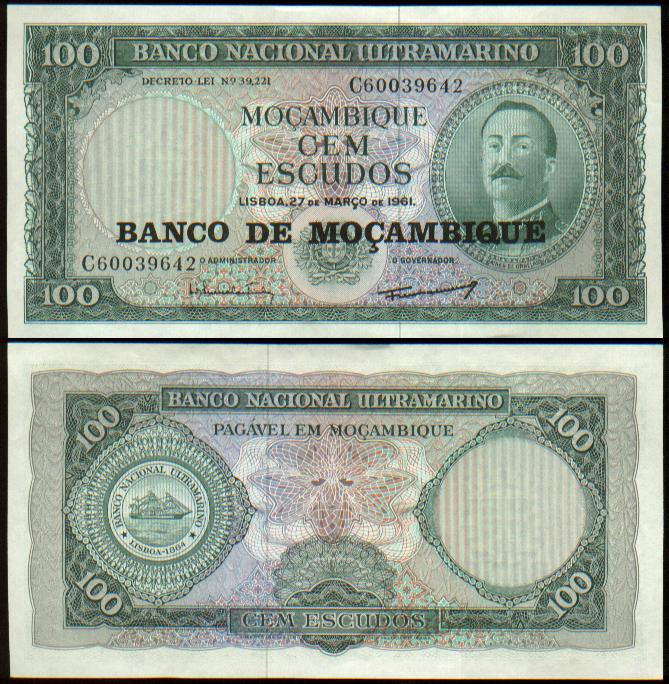 100 BANCO NACIONAL ULTRAMARINO 100
DECRETO-LEI Nº 39,221 C60039642
MOÇAMBIQUE
CEM
ESCUDOS
LISBOA, 27 DE MARÇO DE 1961.
BANCO DE MOÇAMBIQUE
C60039642 O ADMINISTRADOR O GOVERNADOR
100 100
BANCO NACIONAL ULTRAMARINO
100 100
PAGÁVEL EM MOÇAMBIQUE
BANCO NACIONAL ULTRAMARINO
LISBOA-1864
100 100
CEM ESCUDOS